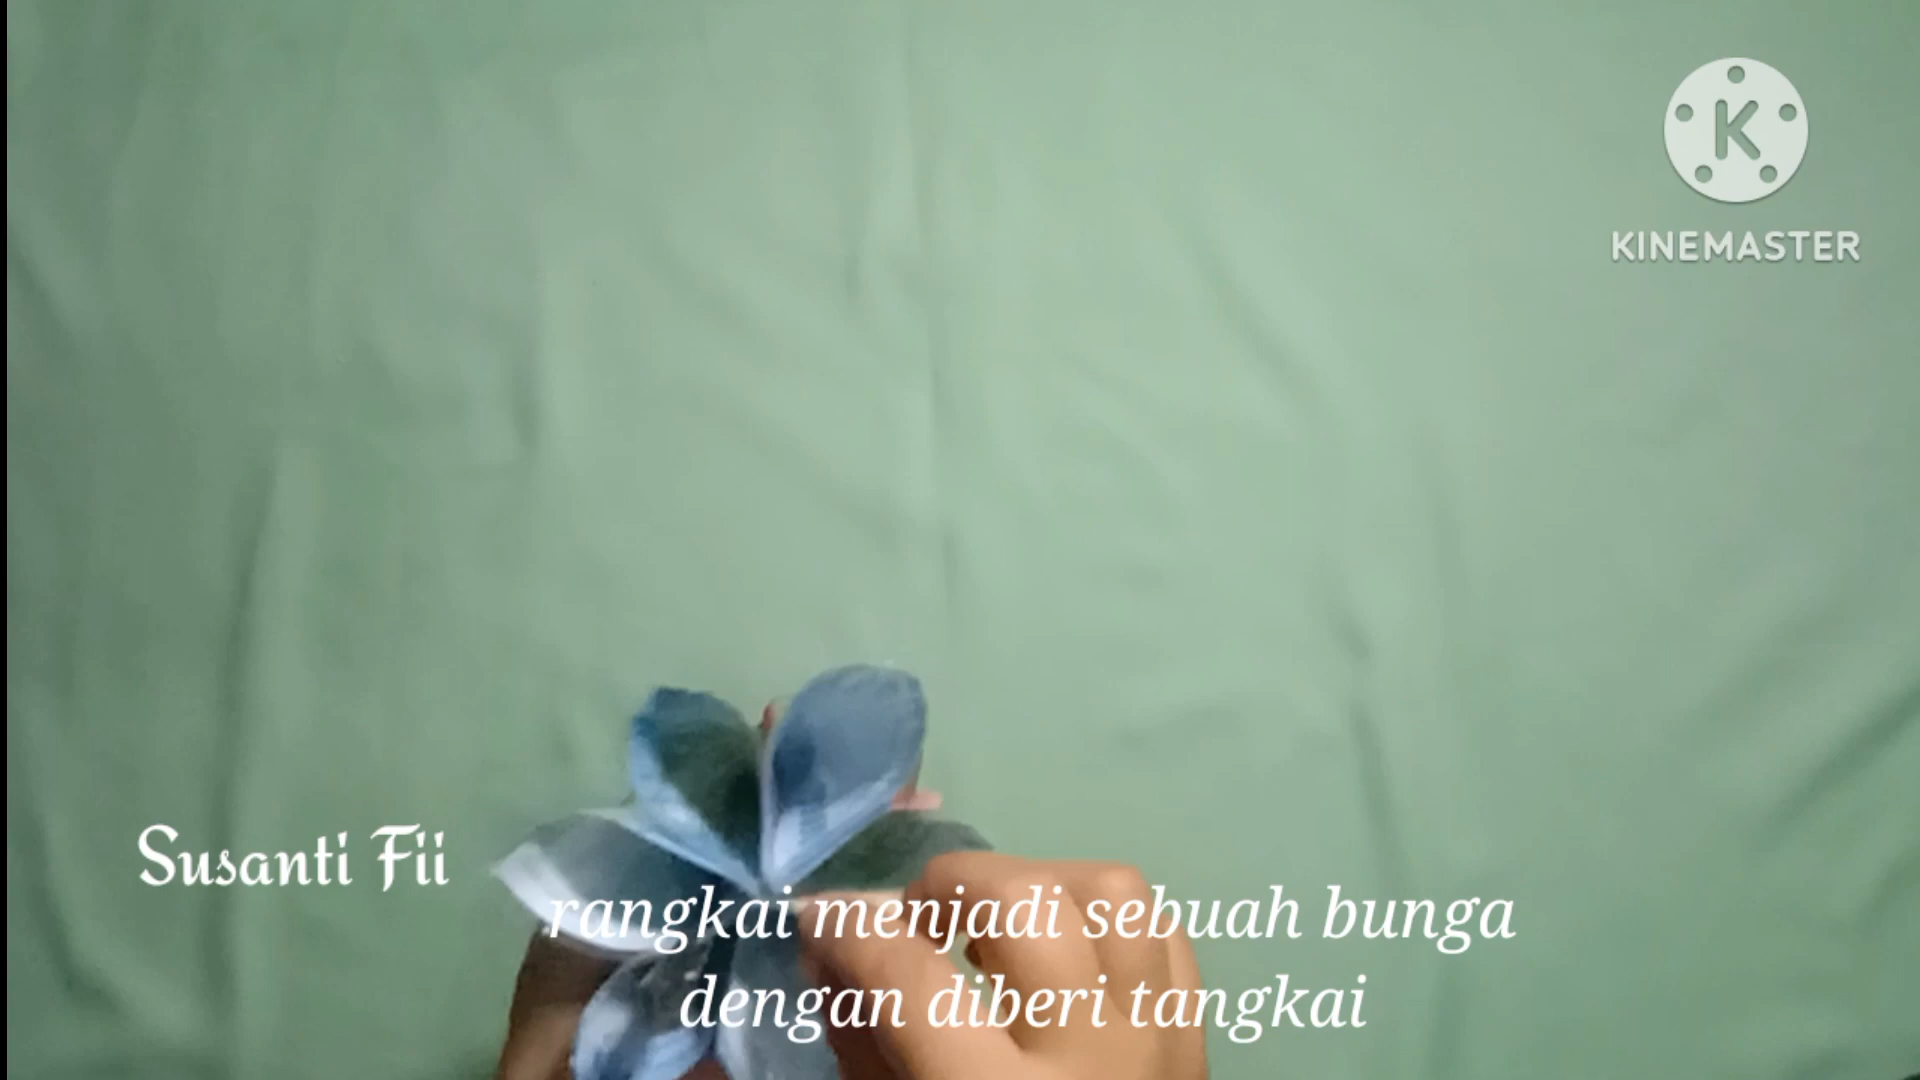 KINEMASTER
Susanti Fii
rangkai menjadi sebuah bunga
dengan diberi tangkai